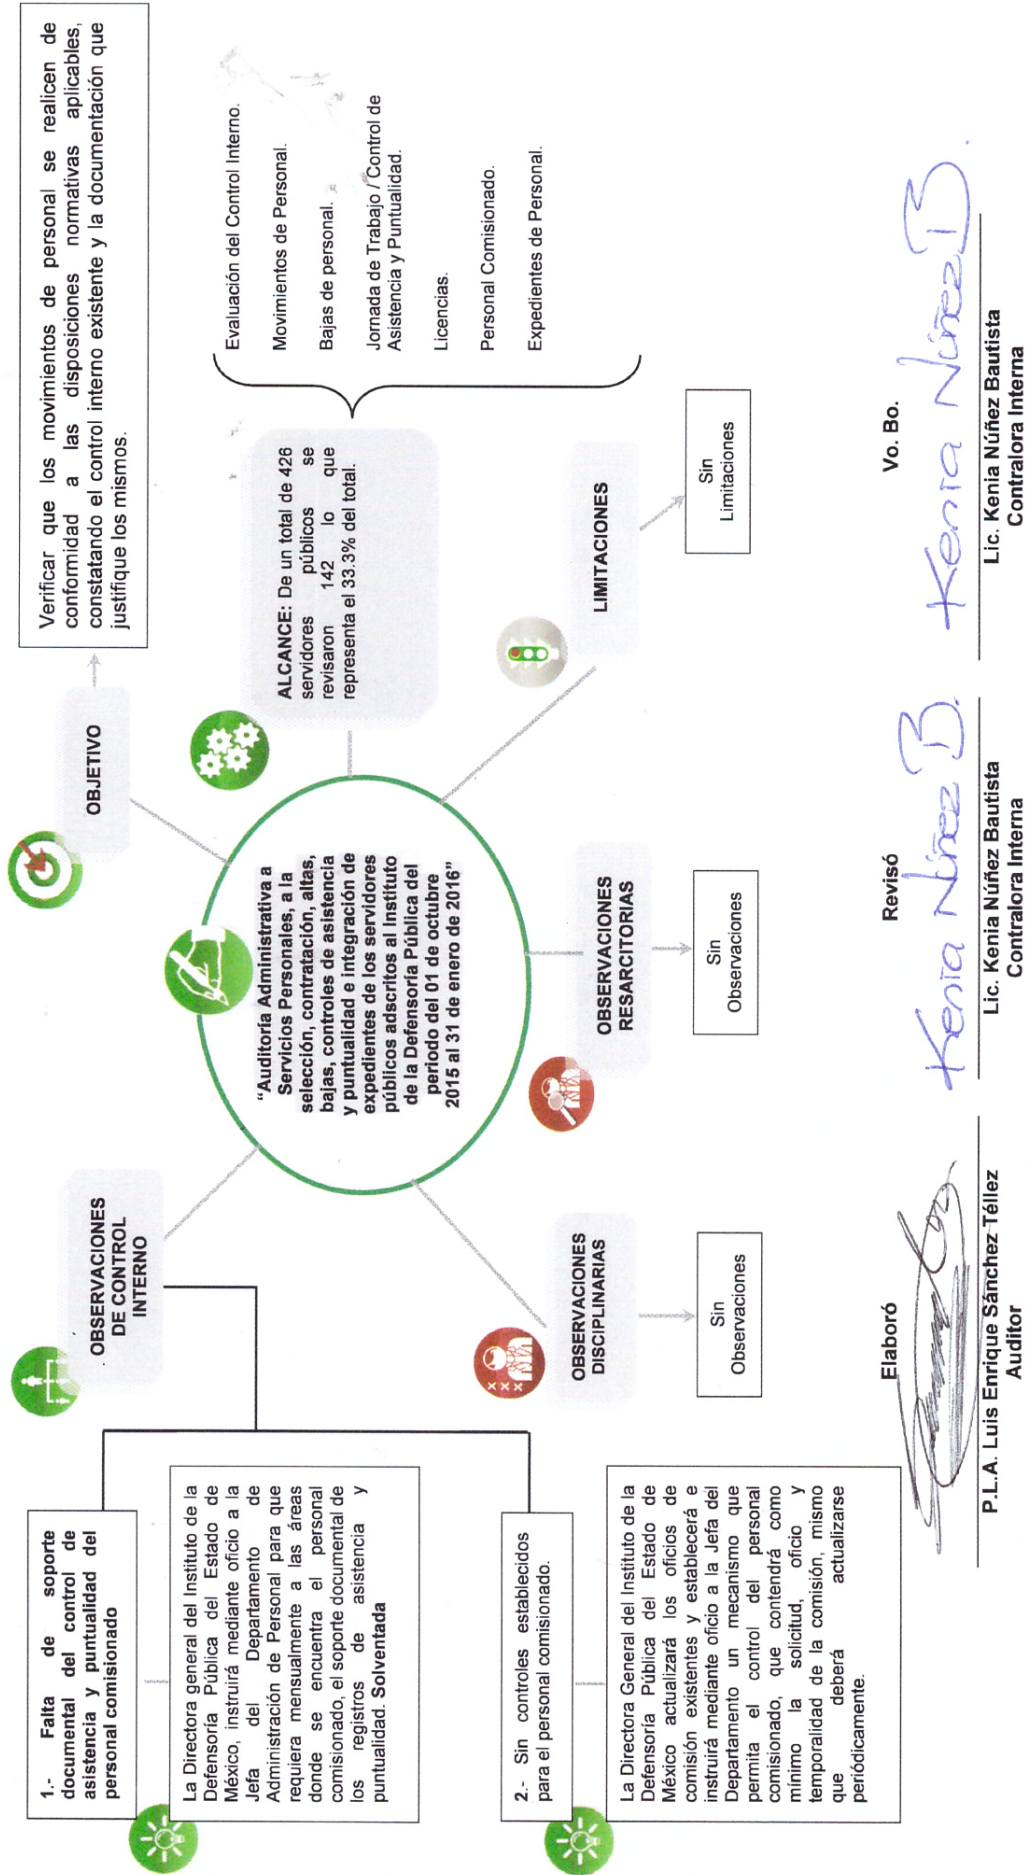 OBJETIVO
Verificar que los movimientos de personal se realicen de
conformidad a las disposiciones normativas aplicables,
constatando el control interno existente y la documentación que
justifique los mismos.
ALCANCE: De un total de 426
servidores públicos se
revisaron 142 lo que
representa el 33.3% del total.
Evaluación del Control Interno.
Movimientos de Personal.
Bajas de personal.
Jornada de Trabajo / Control de
Asistencia y Puntualidad.
Licencias.
Personal Comisionado.
Expedientes de Personal.
LIMITACIONES
Sin
Limitaciones
"Auditoría Administrativa a
Servicios Personales, a la
selección, contratación, altas,
bajas, controles de asistencia
y puntualidad e integración de
expedientes de los servidores
públicos adscritos al Instituto
de la Defensoría Pública del
periodo del 01 de octubre
2015 al 31 de enero de 2016"
OBSERVACIONES
RESARCITORIAS
Sin
Observaciones
OBSERVACIONES
DISCIPLINARIAS
Sin
Observaciones
OBSERVACIONES
DE CONTROL
INTERNO
1.- Falta de soporte
documental del control de
asistencia y puntualidad del
personal comisionado
La Directora general del Instituto de la
Defensoría Pública del Estado de
México, instruirá mediante oficio a la
Jefa del Departamento de
Administración de Personal para que
requiera mensualmente a las áreas
donde se encuentra el personal
comisionado, el soporte documental de
los registros de asistencia y
puntualidad. Solventada
2.- Sin controles establecidos
para el personal comisionado.
La Directora General del Instituto de la
Defensoría Pública del Estado de
México actualizará los oficios de
comisión existentes y establecerá e
instruirá mediante oficio a la Jefa del
Departamento un mecanismo que
permita el control del personal
comisionado, que contendrá como
mínimo la solicitud, oficio y
temporalidad de la comisión, mismo
que deberá actualizarse
periódicamente.
Elaboró
P.L.A. Luis Enrique Sánchez Téllez
Auditor
Revisó
Kenia Núñez B.
Lic. Kenia Núñez Bautista
Contralora Interna
Vo. Bo.
Kenia Núñez B.
Lic. Kenia Núñez Bautista
Contralora Interna